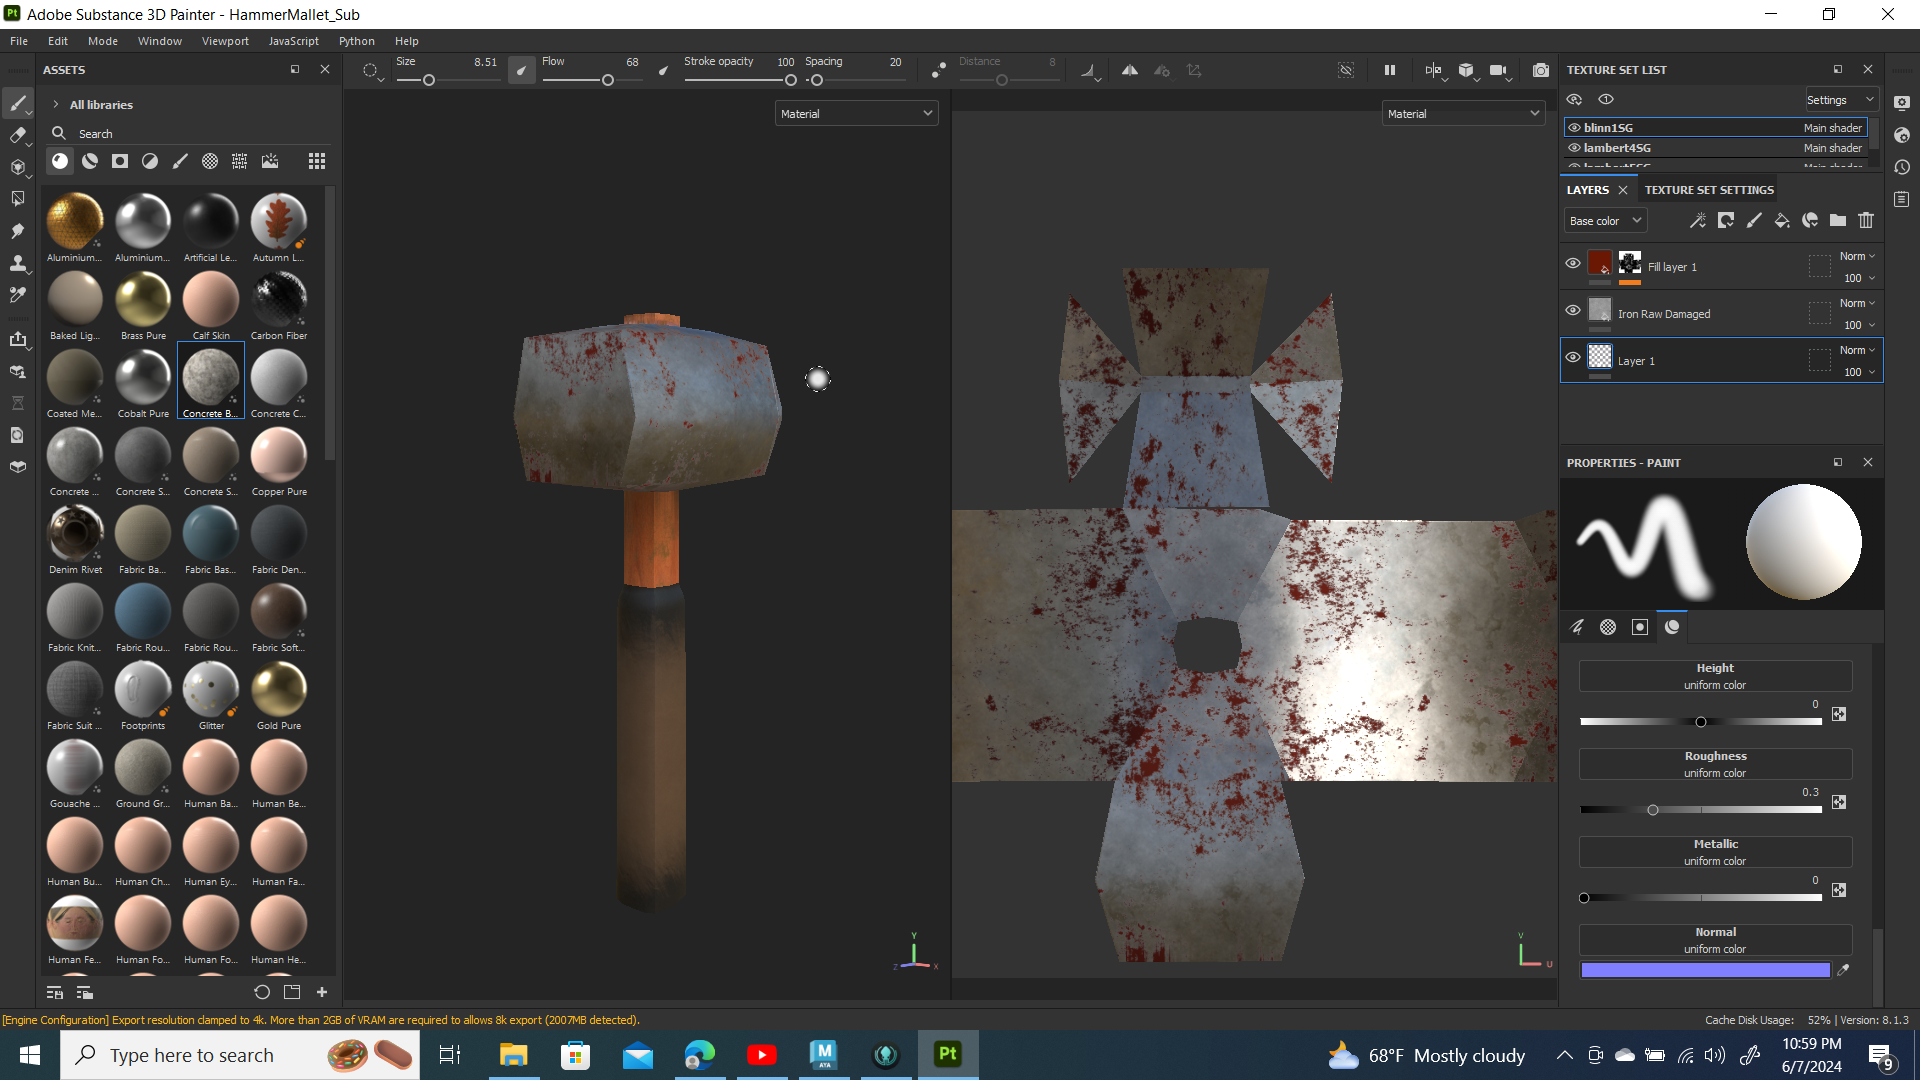 Pt Adobe Substance 3D Painter - HammerMallet_Sub
File Edit Mode Window Viewport JavaScript Python Help
ASSETS
All libraries
Search
Aluminium... Aluminium... Artificial Le... Autumn L...
Baked Lig... Brass Pure Calf Skin Carbon Fiber
Coated Me... Cobalt Pure Concrete B... Concrete C...
Concrete ... Concrete S... Concrete S... Copper Pure
Denim Rivet Fabric Ba... Fabric Bas... Fabric Den...
Fabric Knit... Fabric Rou... Fabric Rou... Fabric Soft...
Fabric Suit ... Footprints Glitter Gold Pure
Gouache ... Ground Gr... Human Ba... Human Be...
Human Bu... Human Ch... Human Ey... Human Fa...
Human Fe... Human Fo... Human Fo... Human He...
Size 8.51 Flow 68 Stroke opacity 100 Spacing 20 Distance 8
Material
Material
Y
Z X
V
U
TEXTURE SET LIST
Settings
blinn1SG Main shader
lambert4SG Main shader
LAYERS TEXTURE SET SETTINGS
Base color
Fill layer 1 Norm 100
Iron Raw Damaged Norm 100
Layer 1 Norm 100
PROPERTIES - PAINT
Height
uniform color
0
Roughness
uniform color
0.3
Metallic
uniform color
0
Normal
uniform color
[Engine Configuration] Export resolution clamped to 4k. More than 2GB of VRAM are required to allows 8k export (2007MB detected).
Cache Disk Usage: 52% | Version: 8.1.3
Type here to search
M
AYA
Pt
68°F Mostly cloudy
10:59 PM
6/7/2024
9